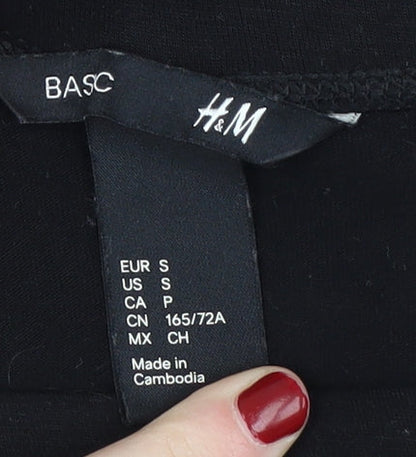 BASIC
H&M
EUR S
US S
CA P
CN 165/72A
MX CH
Made in
Cambodia